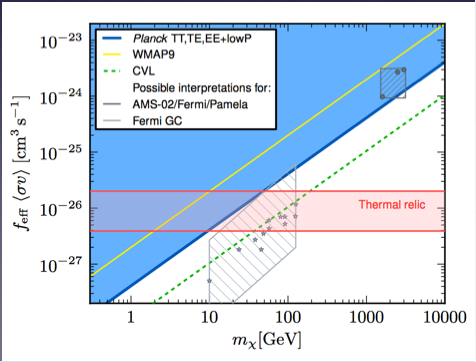 10⁻²³
10⁻²⁴
10⁻²⁵
10⁻²⁶
10⁻²⁷
f_eff ⟨σv⟩ [cm³ s⁻¹]
Planck TT,TE,EE+lowP
WMAP9
CVL
Possible interpretations for:
AMS-02/Fermi/Pamela
Fermi GC
Thermal relic
1 10 100 1000 10000
m_χ[GeV]